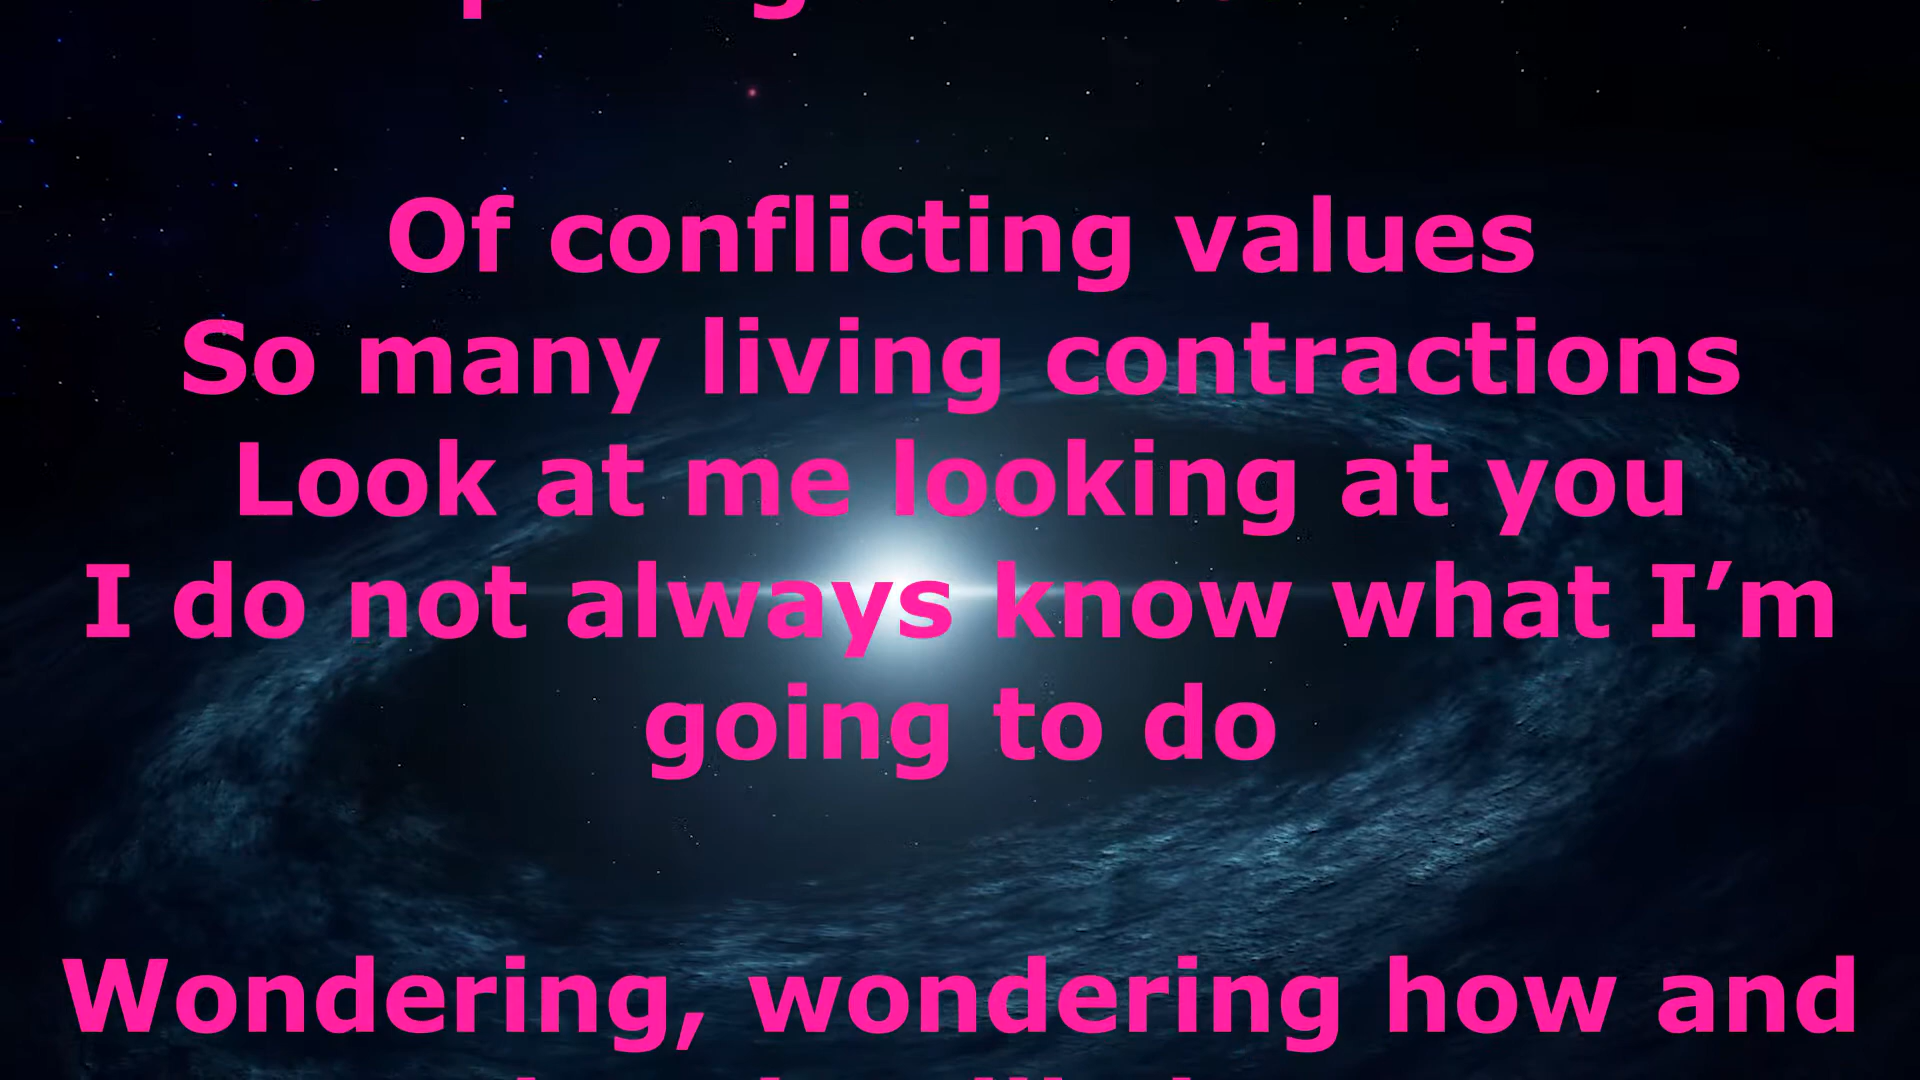 Of conflicting values
So many living contractions
Look at me looking at you
I do not always know what I’m
going to do
Wondering, wondering how and